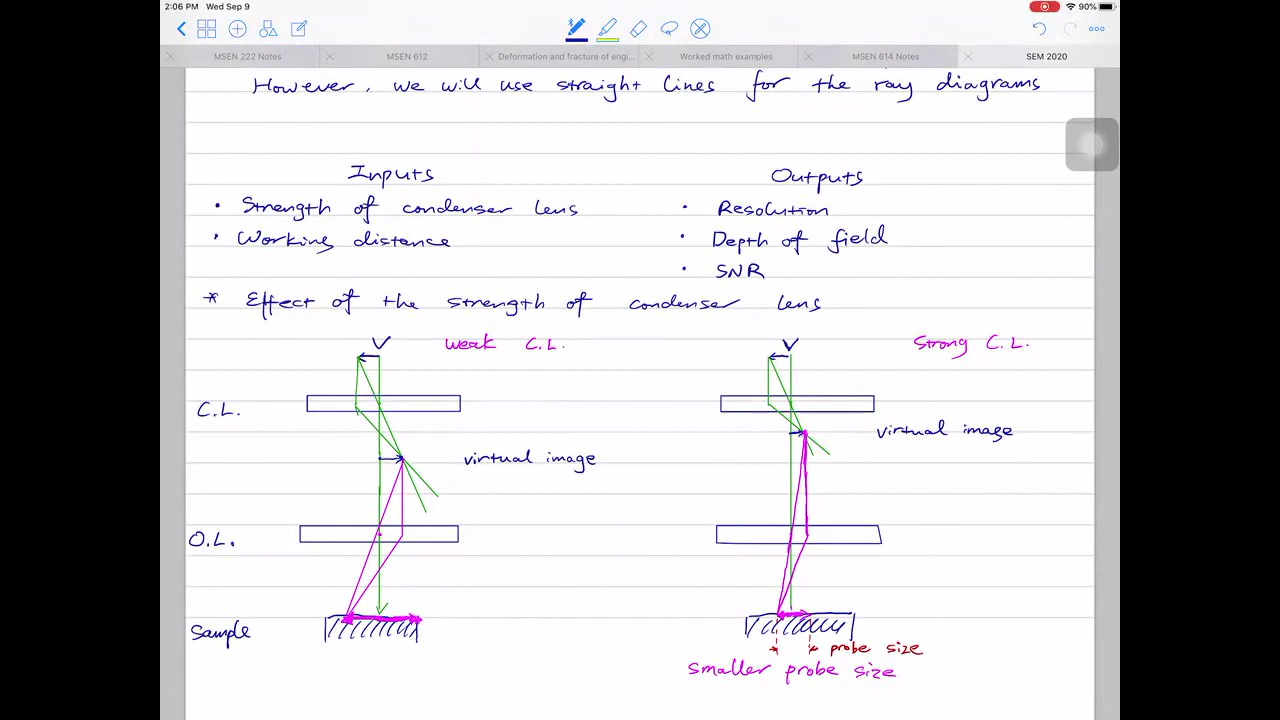 2:06 PM Wed Sep 9
90%
MSEN 222 Notes
MSEN 612
Deformation and fracture of engi...
Worked math examples
MSEN 614 Notes
SEM 2020
However, we will use straight lines for the ray diagrams
Inputs
Outputs
· Strength of condenser lens
· Resolution
· Working distance
· Depth of field
· SNR
* Effect of the strength of condenser lens
V
weak C.L.
V
Strong C.L.
C.L.
virtual image
virtual image
O.L.
Sample
probe size
smaller probe size